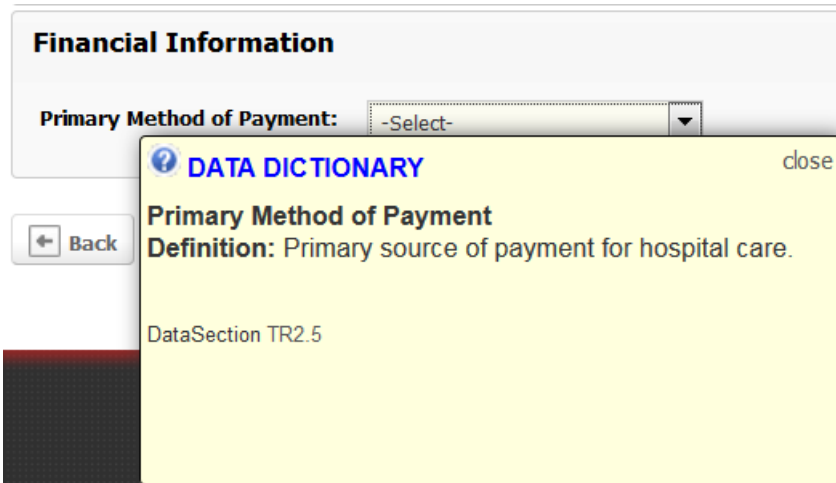 Financial Information
Primary Method of Payment: -Select-
DATA DICTIONARY close
Primary Method of Payment
Definition: Primary source of payment for hospital care.
Back
DataSection TR2.5